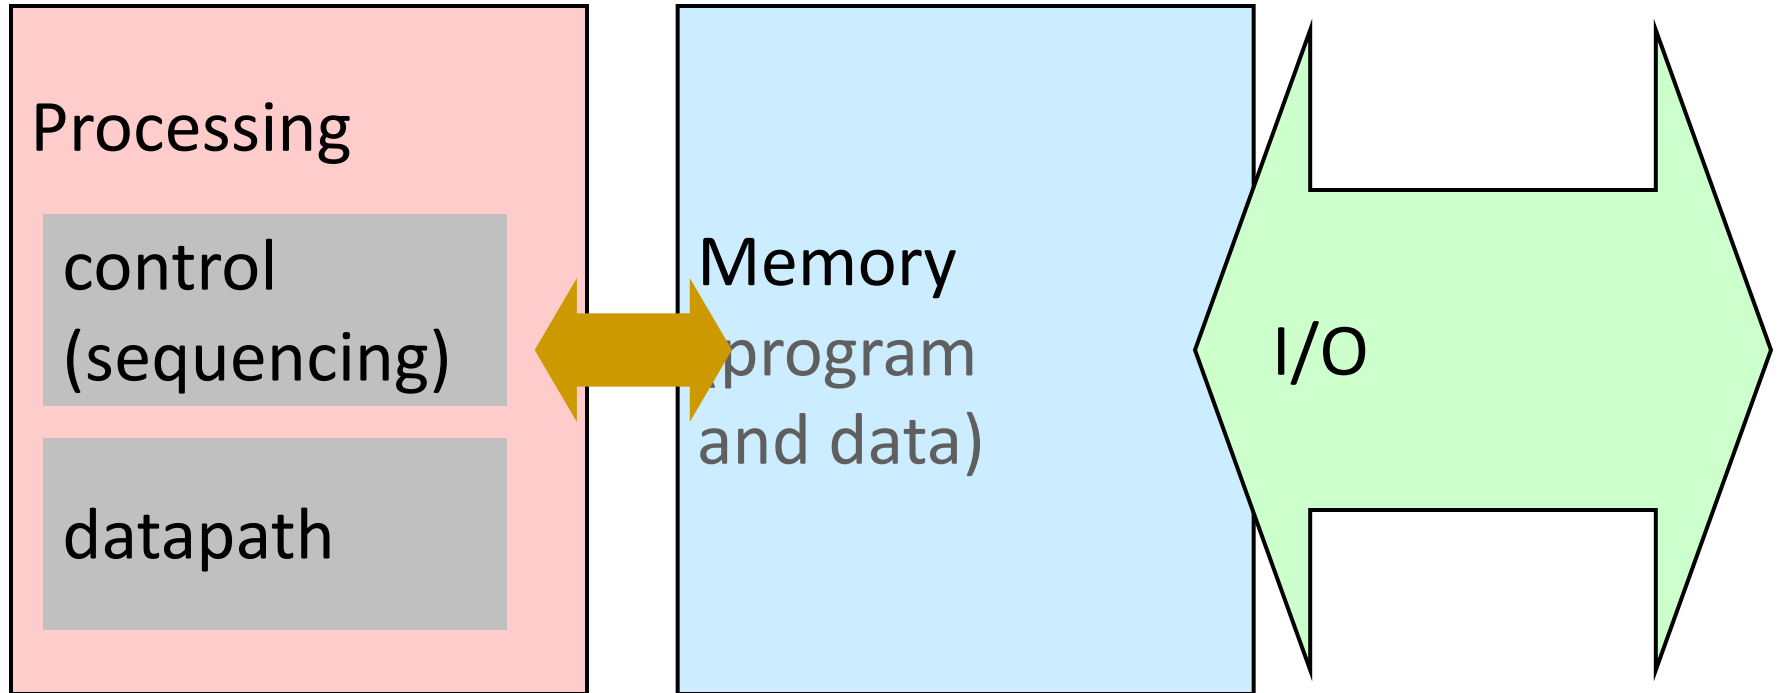 Processing
control
(sequencing)
datapath
Memory
(program
and data)
I/O